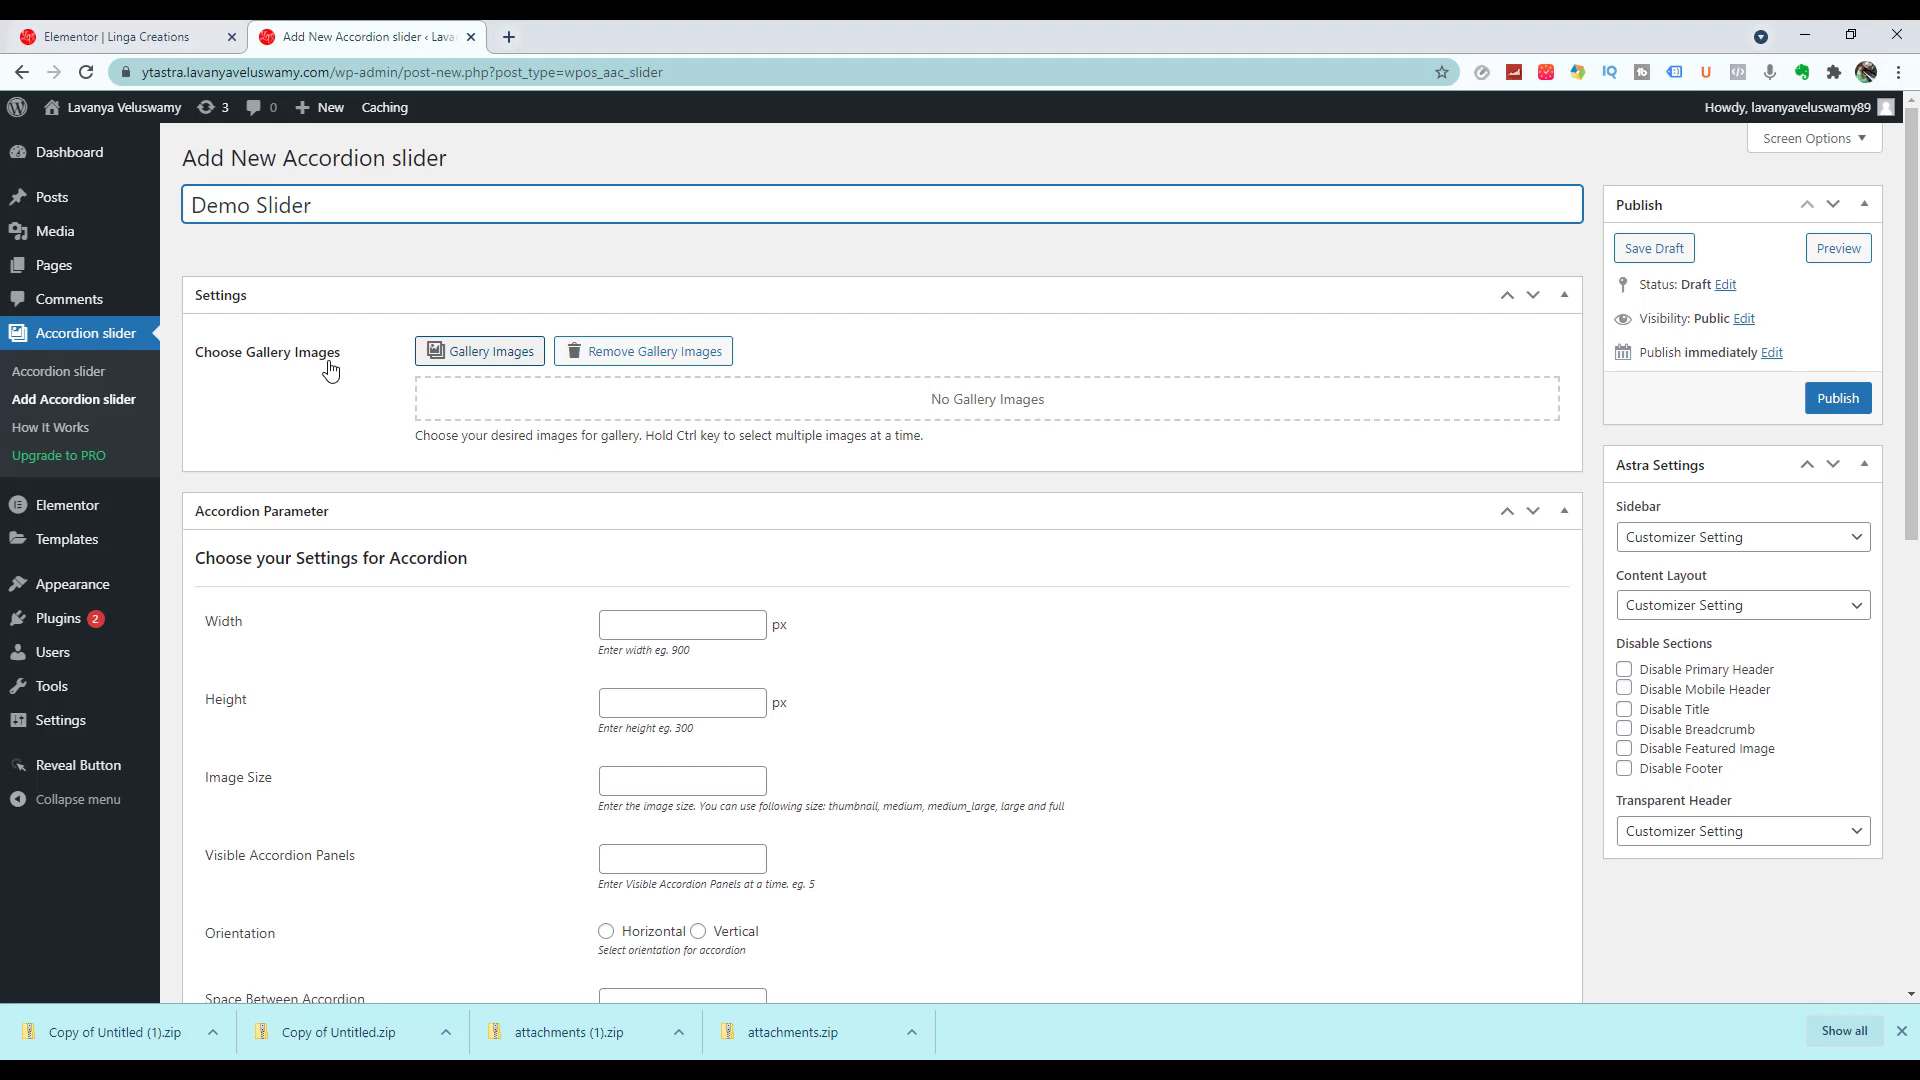 Elementor | Linga Creations
Add New Accordion slider ‹ Lava
ytastra.lavanyaveluswamy.com/wp-admin/post-new.php?post_type=wpos_aac_slider
Lavanya Veluswamy 3 0 New Caching
Howdy, lavanyaveluswamy89
Screen Options
Dashboard
Posts
Media
Pages
Comments
Accordion slider
Accordion slider
Add Accordion slider
How It Works
Upgrade to PRO
Elementor
Templates
Appearance
Plugins 2
Users
Tools
Settings
Reveal Button
Collapse menu
Add New Accordion slider
Demo Slider
Settings
Choose Gallery Images
Gallery Images
Remove Gallery Images
No Gallery Images
Choose your desired images for gallery. Hold Ctrl key to select multiple images at a time.
Accordion Parameter
Choose your Settings for Accordion
Width
px
Enter width eg. 900
Height
px
Enter height eg. 300
Image Size
Enter the image size. You can use following size: thumbnail, medium, medium_large, large and full
Visible Accordion Panels
Enter Visible Accordion Panels at a time. eg. 5
Orientation
Horizontal Vertical
Select orientation for accordion
Space Between Accordion
Publish
Save Draft
Preview
Status: Draft Edit
Visibility: Public Edit
Publish immediately Edit
Publish
Astra Settings
Sidebar
Customizer Setting
Content Layout
Customizer Setting
Disable Sections
Disable Primary Header
Disable Mobile Header
Disable Title
Disable Breadcrumb
Disable Featured Image
Disable Footer
Transparent Header
Customizer Setting
Copy of Untitled (1).zip
Copy of Untitled.zip
attachments (1).zip
attachments.zip
Show all